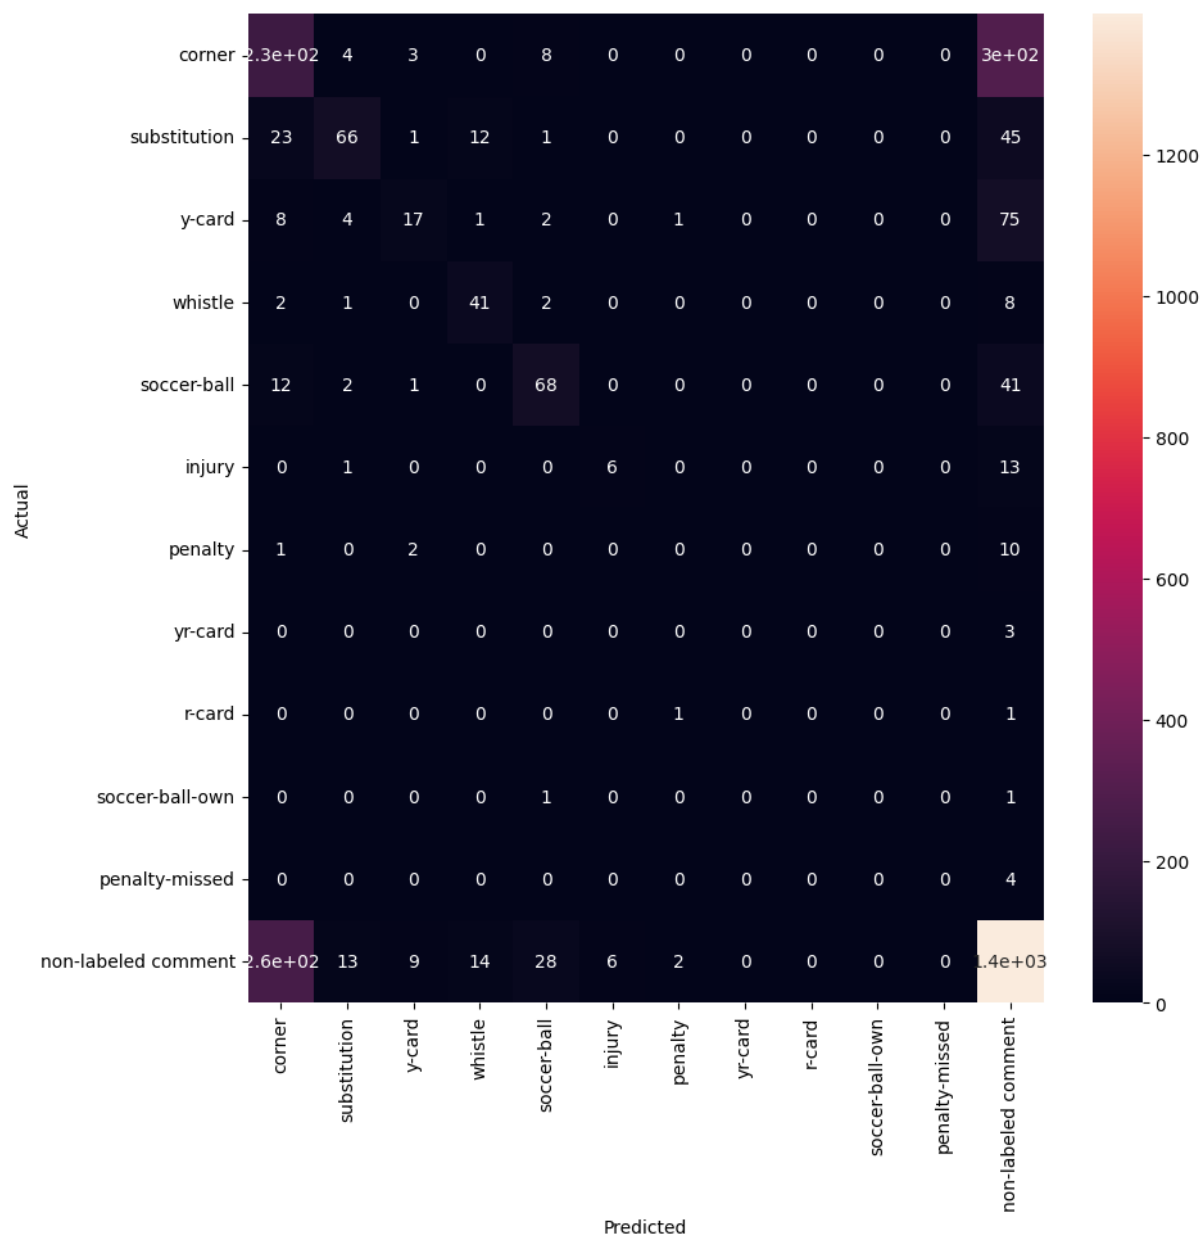 corner 2.3e+02 4 3 0 8 0 0 0 0 0 0 3e+02
substitution 23 66 1 12 1 0 0 0 0 0 0 45
y-card 8 4 17 1 2 0 1 0 0 0 0 75
whistle 2 1 0 41 2 0 0 0 0 0 0 8
soccer-ball 12 2 1 0 68 0 0 0 0 0 0 41
injury 0 1 0 0 0 6 0 0 0 0 0 13
penalty 1 0 2 0 0 0 0 0 0 0 0 10
yr-card 0 0 0 0 0 0 0 0 0 0 0 3
r-card 0 0 0 0 0 0 1 0 0 0 0 1
soccer-ball-own 0 0 0 0 1 0 0 0 0 0 0 1
penalty-missed 0 0 0 0 0 0 0 0 0 0 0 4
non-labeled comment 2.6e+02 13 9 14 28 6 2 0 0 0 0 1.4e+03
corner
substitution
y-card
whistle
soccer-ball
injury
penalty
yr-card
r-card
soccer-ball-own
penalty-missed
non-labeled comment
Predicted
Actual
1200
1000
800
600
400
200
0